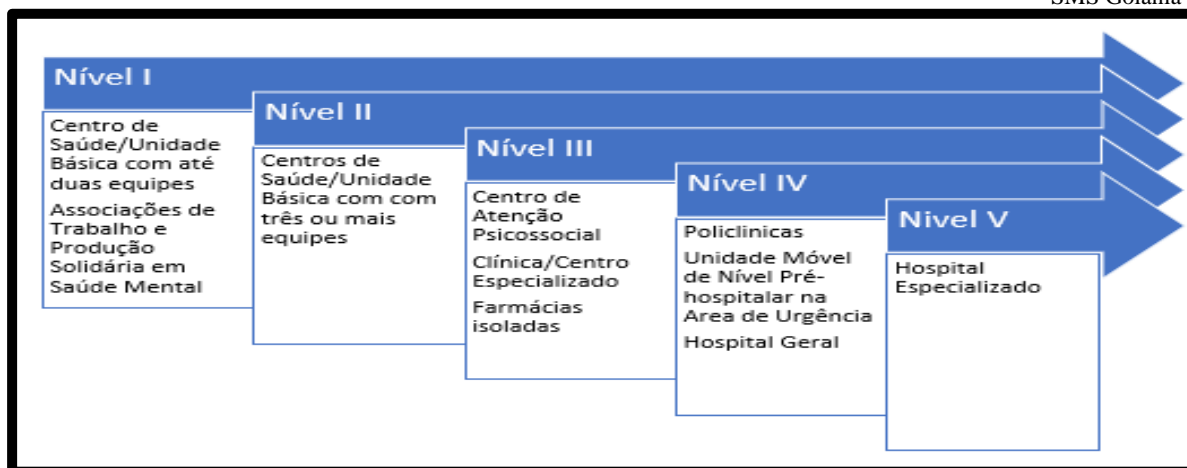 SMS Goiânia
Nível I
Centro de
Saúde/Unidade
Básica com até
duas equipes
Associações de
Trabalho e
Produção
Solidária em
Saúde Mental
Nível II
Centros de
Saúde/Unidade
Básica com com
três ou mais
equipes
Nível III
Centro de
Atenção
Psicossocial
Clínica/Centro
Especializado
Farmácias
isoladas
Nível IV
Policlinicas
Unidade Móvel
de Nível Pré-
hospitalar na
Area de Urgência
Hospital Geral
Nivel V
Hospital
Especializado